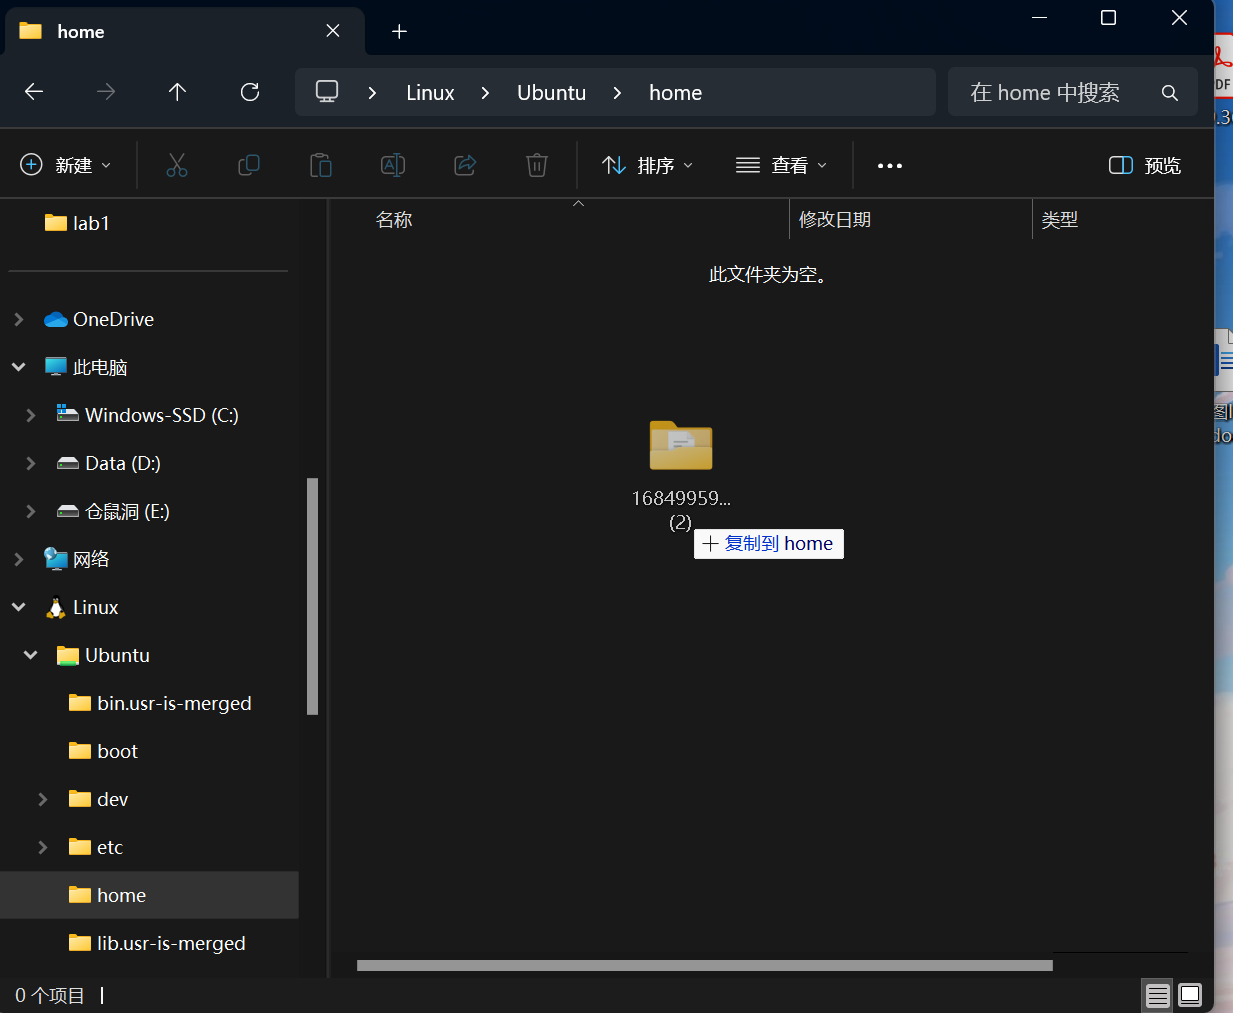 home
Linux
Ubuntu
home
在 home 中搜索
新建
排序
查看
预览
lab1
OneDrive
此电脑
Windows-SSD (C:)
Data (D:)
仓鼠洞 (E:)
网络
Linux
Ubuntu
bin.usr-is-merged
boot
dev
etc
home
lib.usr-is-merged
名称
修改日期
类型
此文件夹为空。
16849959...
(2)
复制到 home
0 个项目